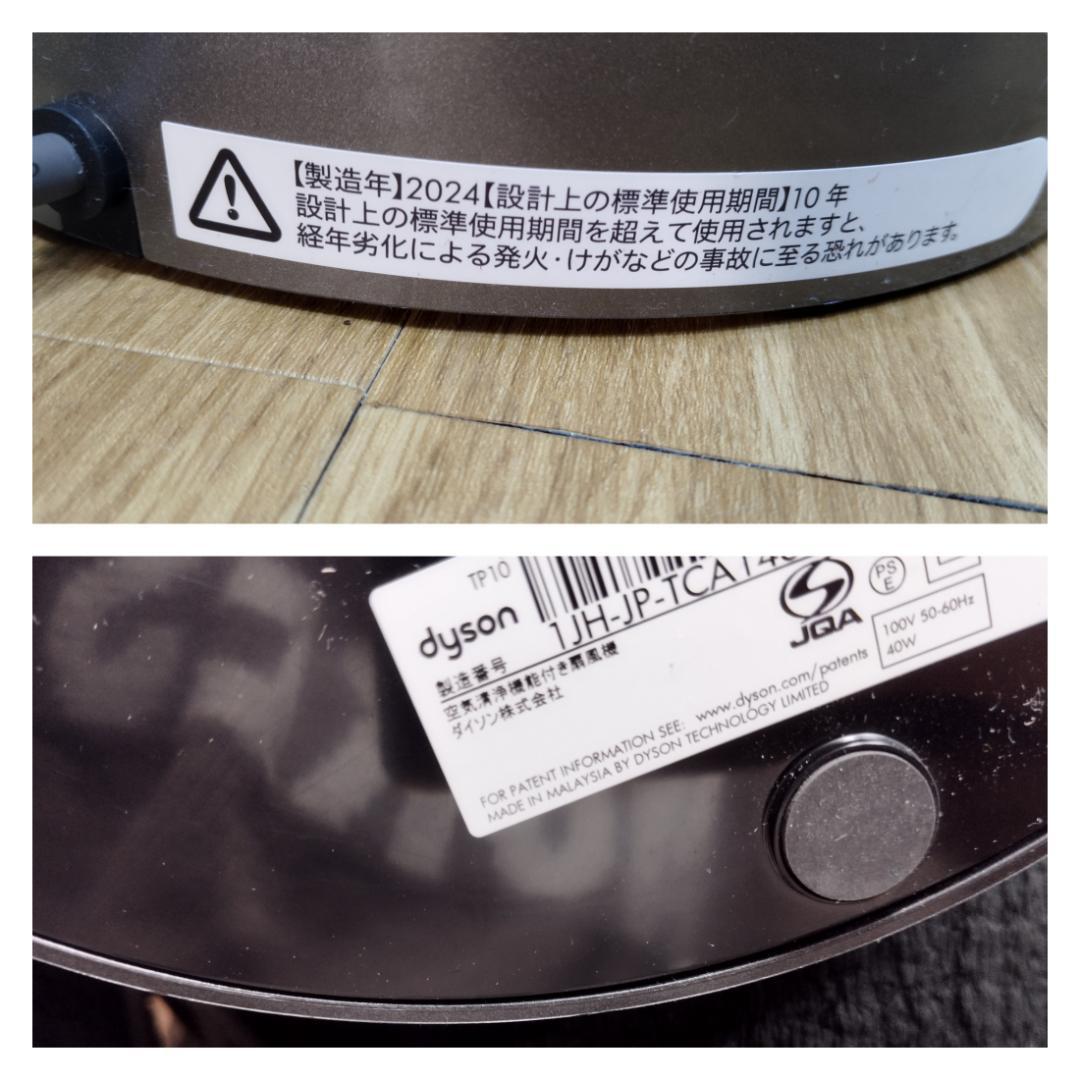 【製造年】2024【設計上の標準使用期間】10年
設計上の標準使用期間を超えて使用されますと、
経年劣化による発火・けがなどの事故に至る恐れがあります。
TP10
dyson
1JH-JP-TCA14
製造番号
空気清浄機能付き扇風機
ダイソン株式会社
JQA
PS
E
100V 50-60Hz
40W
FOR PATENT INFORMATION SEE: www.dyson.com/patents
MADE IN MALAYSIA BY DYSON TECHNOLOGY LIMITED